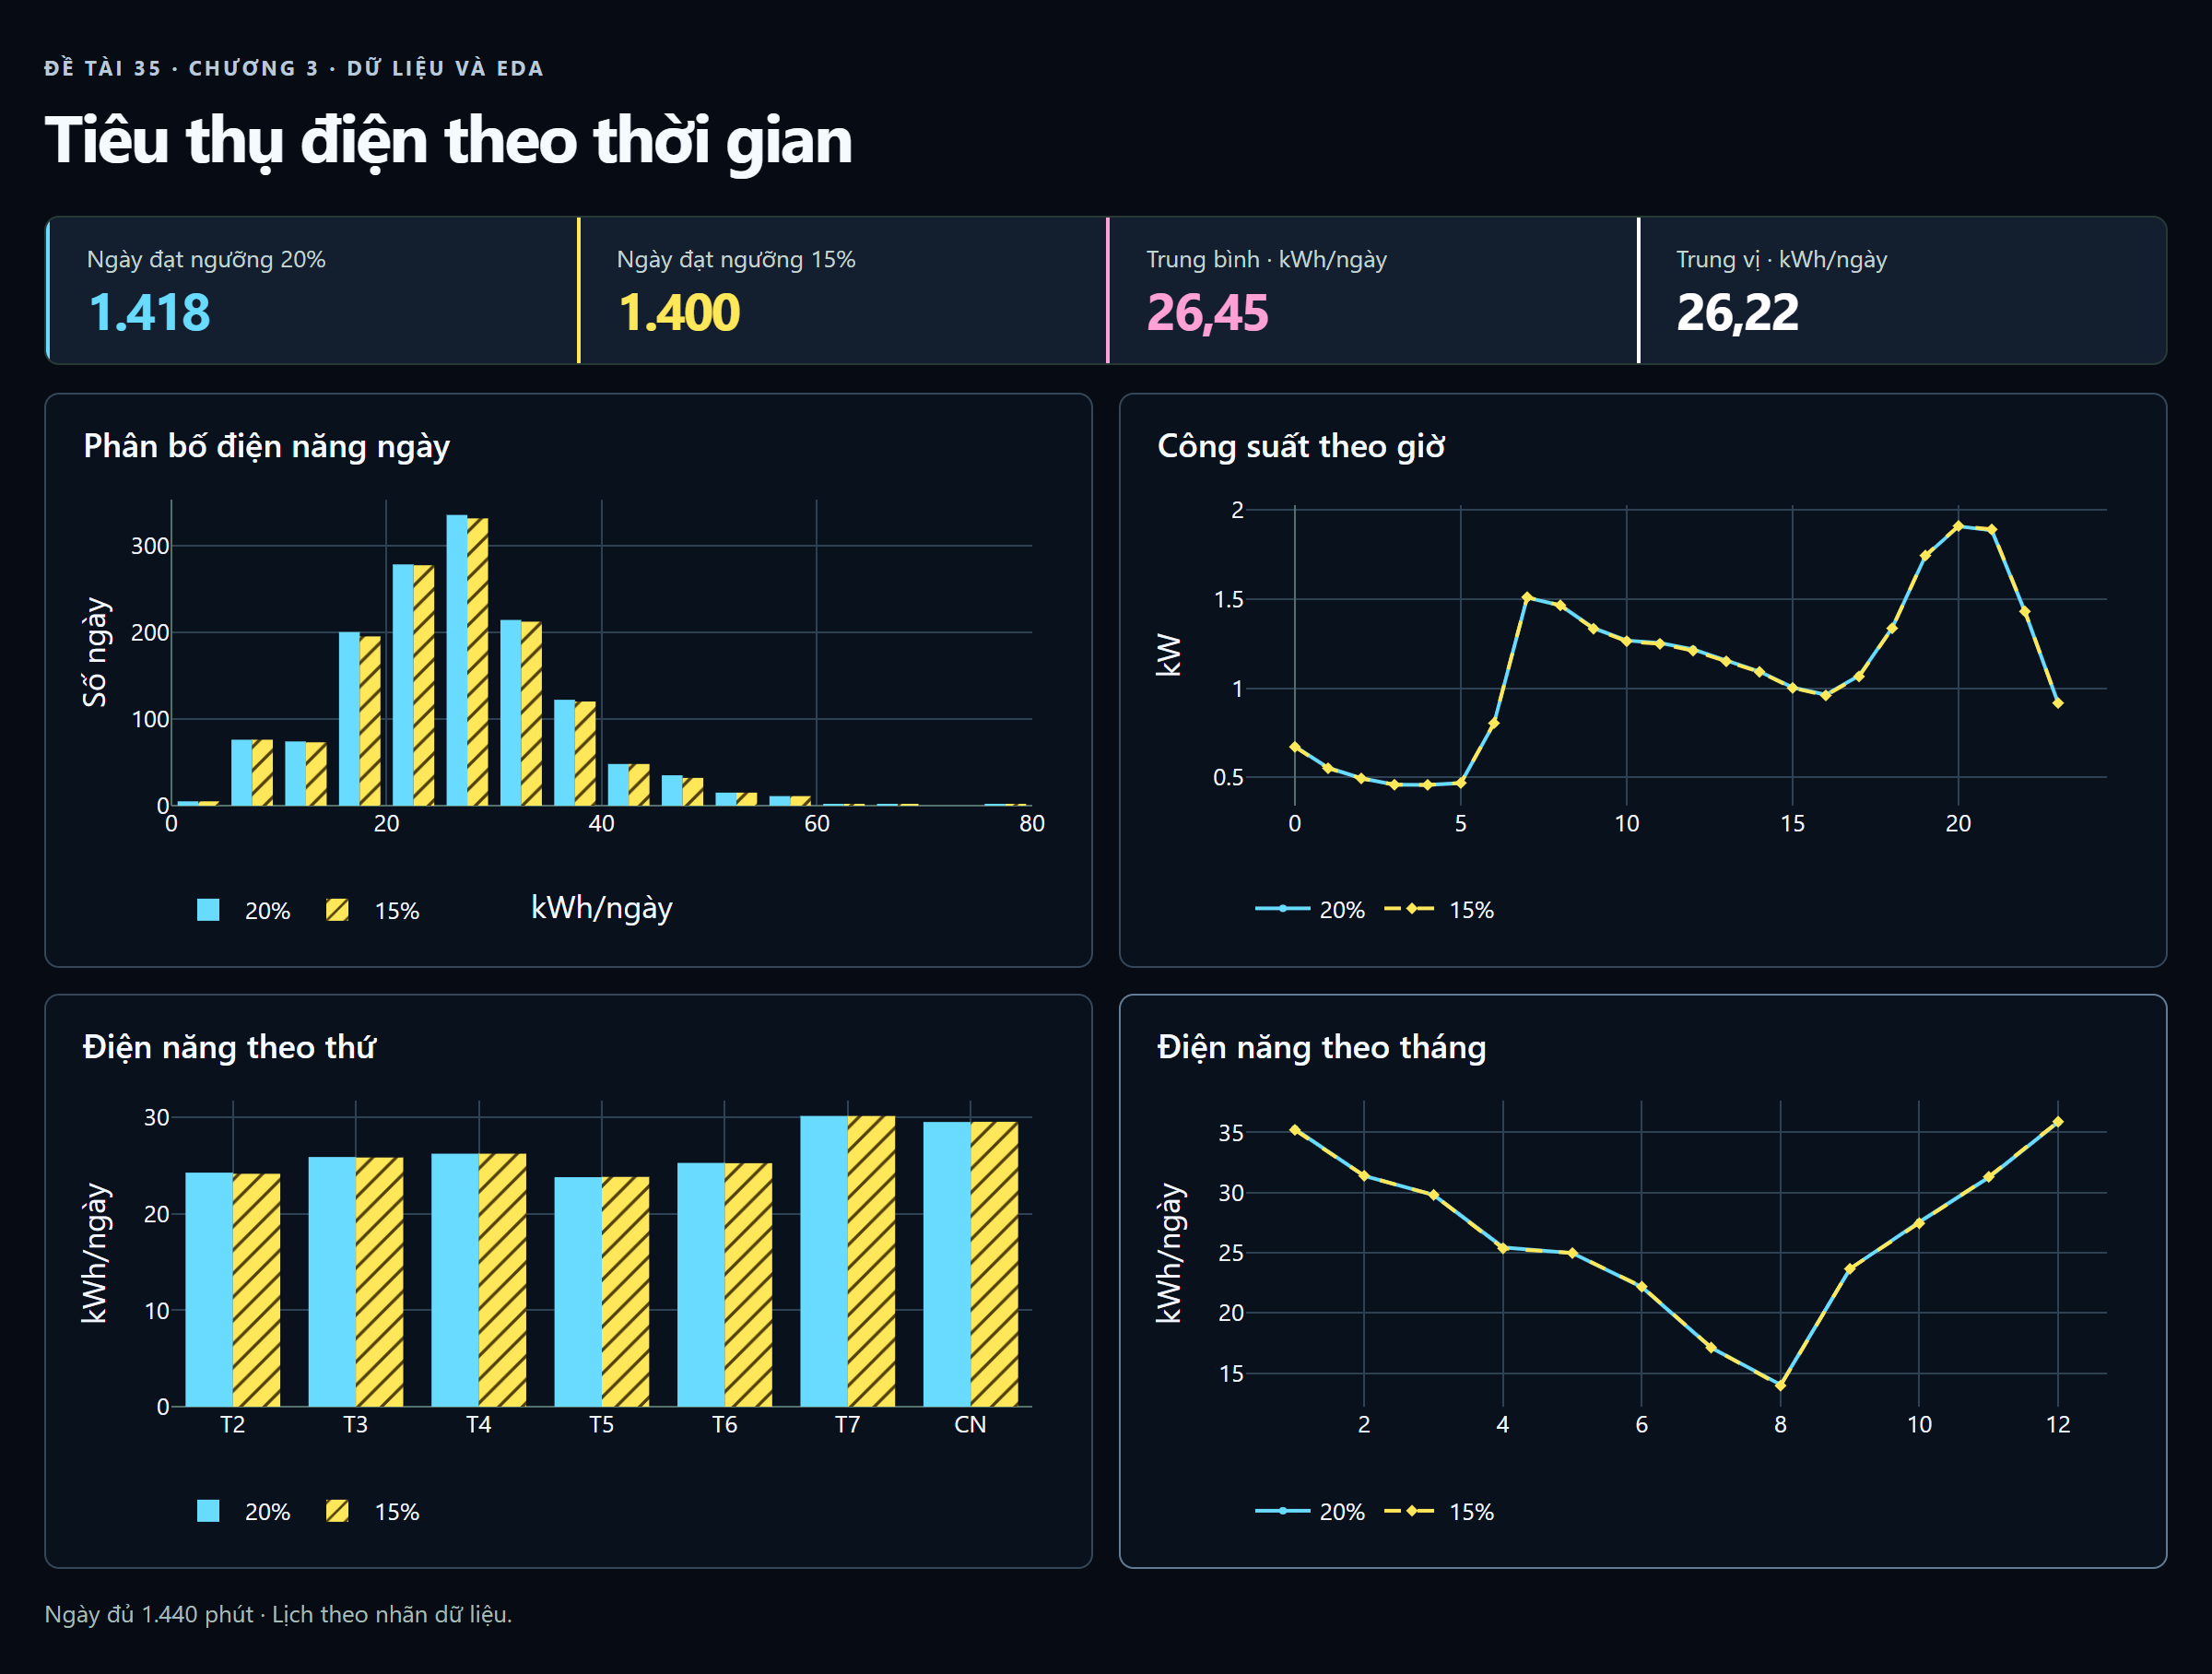 ĐỀ TÀI 35 · CHƯƠNG 3 · DỮ LIỆU VÀ EDA
Tiêu thụ điện theo thời gian
Ngày đạt ngưỡng 20%
1.418
Ngày đạt ngưỡng 15%
1.400
Trung bình · kWh/ngày
26,45
Trung vị · kWh/ngày
26,22
Phân bố điện năng ngày
Số ngày
300
200
100
0
0 20 40 60 80
20% 15% kWh/ngày
Công suất theo giờ
kW
2
1.5
1
0.5
0 5 10 15 20
20% 15%
Điện năng theo thứ
kWh/ngày
30
20
10
0
T2 T3 T4 T5 T6 T7 CN
20% 15%
Điện năng theo tháng
kWh/ngày
35
30
25
20
15
2 4 6 8 10 12
20% 15%
Ngày đủ 1.440 phút · Lịch theo nhãn dữ liệu.